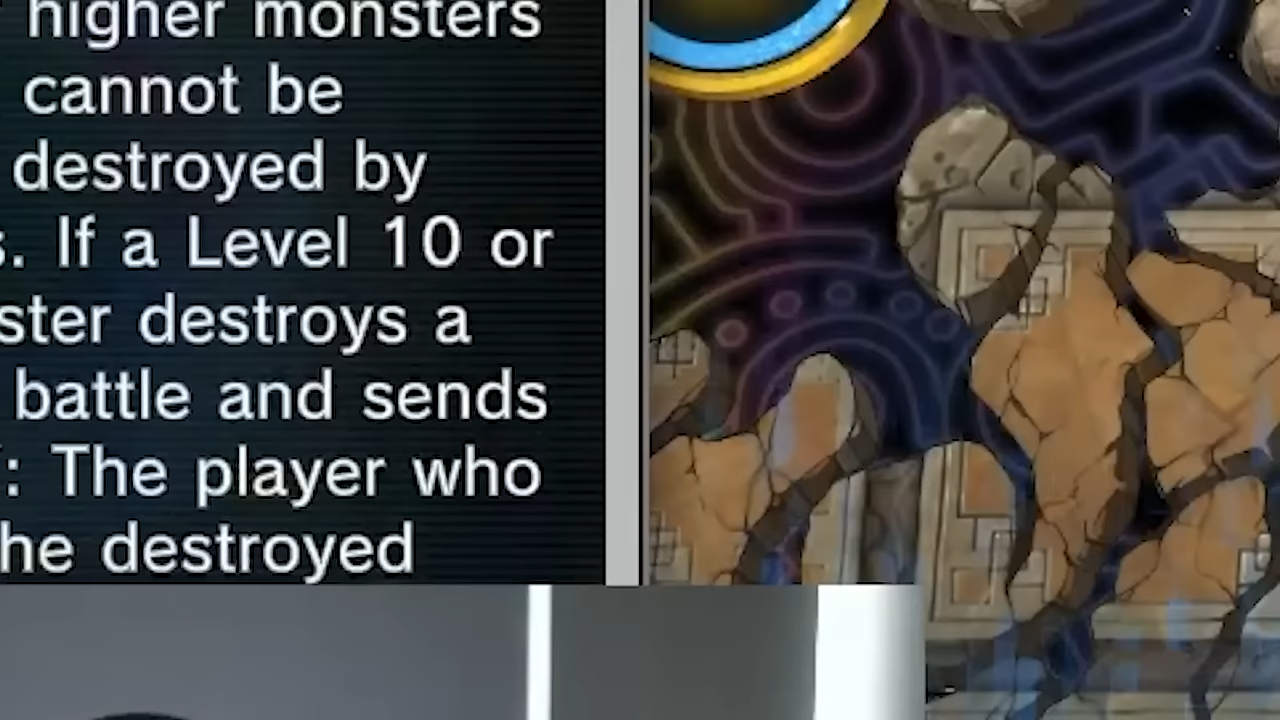 higher monsters
cannot be
destroyed by
s. If a Level 10 or
ster destroys a
battle and sends
: The player who
he destroyed